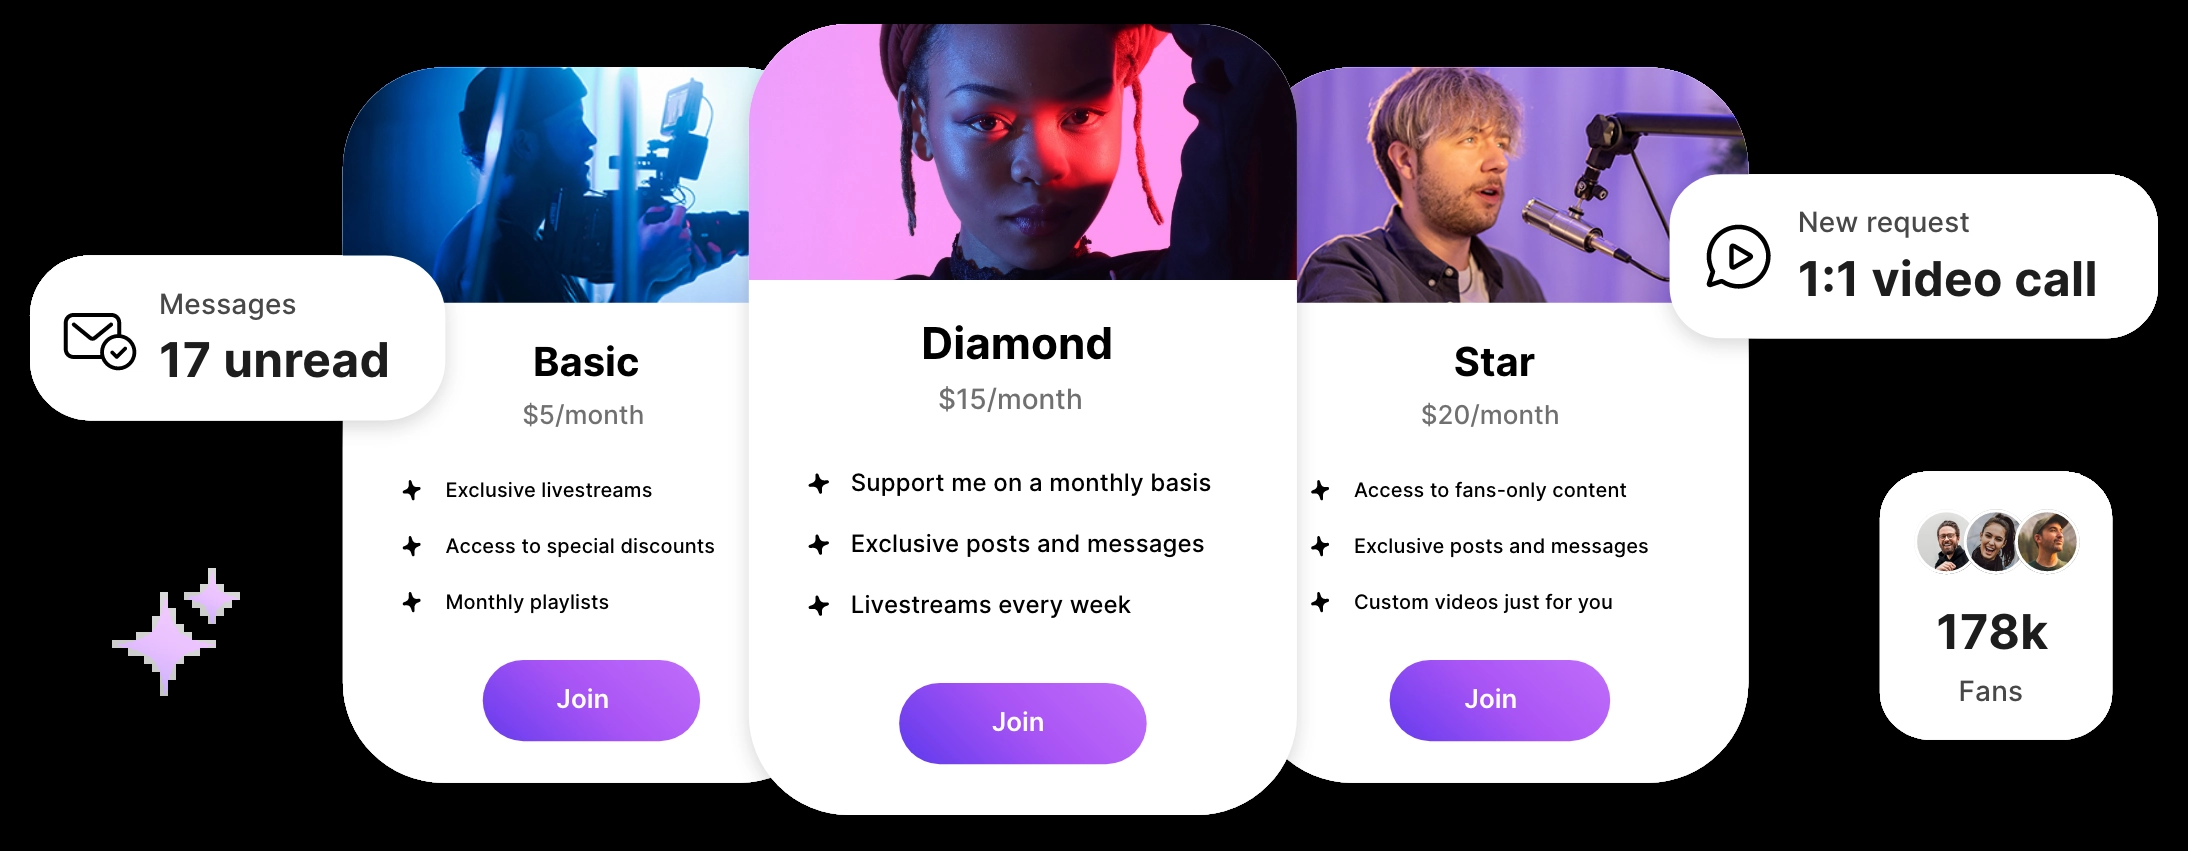 Messages
17 unread
Basic
$5/month
Exclusive livestreams
Access to special discounts
Monthly playlists
Join
Diamond
$15/month
Support me on a monthly basis
Exclusive posts and messages
Livestreams every week
Join
Star
$20/month
Access to fans-only content
Exclusive posts and messages
Custom videos just for you
Join
New request
1:1 video call
178k
Fans